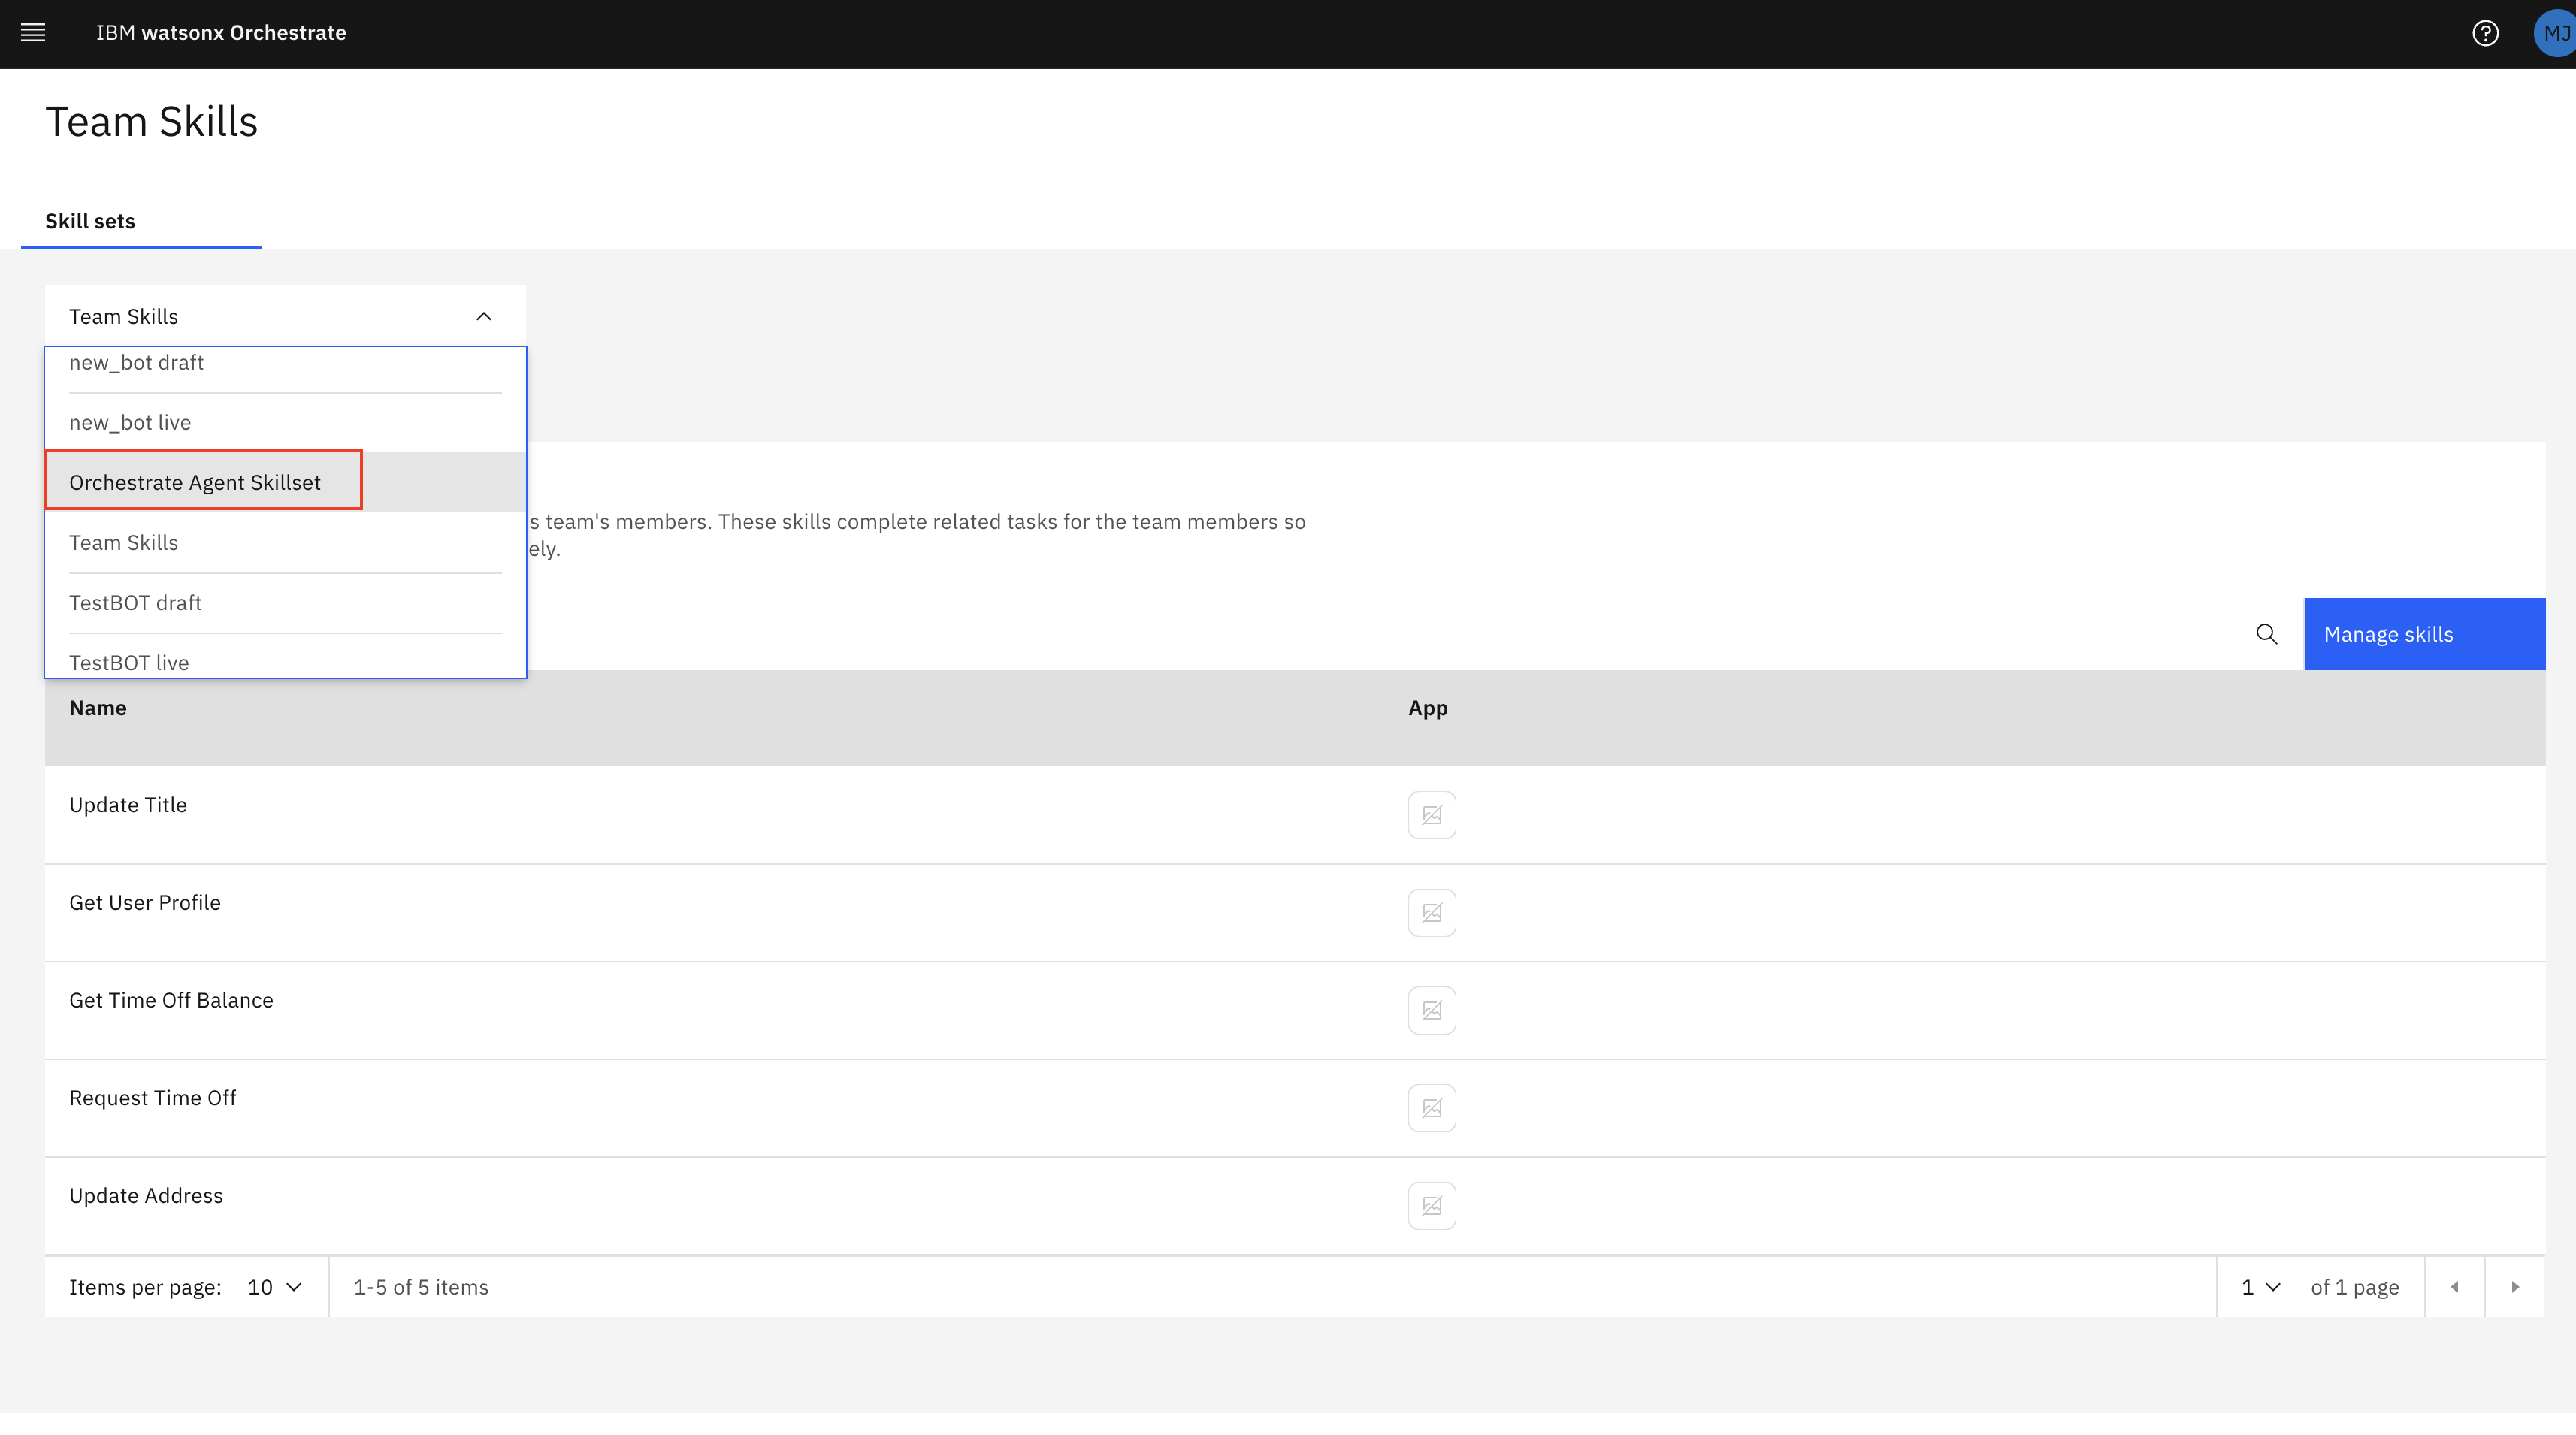 IBM watsonx Orchestrate
MJ
Team Skills
Skill sets
Team Skills
new_bot draft
new_bot live
Orchestrate Agent Skillset
s team's members. These skills complete related tasks for the team members so
ely.
Team Skills
TestBOT draft
TestBOT live
Manage skills
Name App
Update Title
Get User Profile
Get Time Off Balance
Request Time Off
Update Address
Items per page: 10 1-5 of 5 items 1 of 1 page